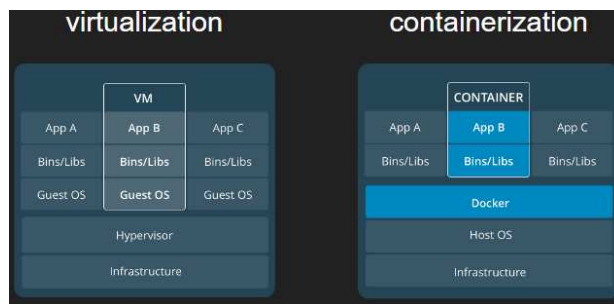 virtualization
VM
App A App B App C
Bins/Libs Bins/Libs Bins/Libs
Guest OS Guest OS Guest OS
Hypervisor
Infrastructure
containerization
CONTAINER
App A App B App C
Bins/Libs Bins/Libs Bins/Libs
Docker
Host OS
Infrastructure